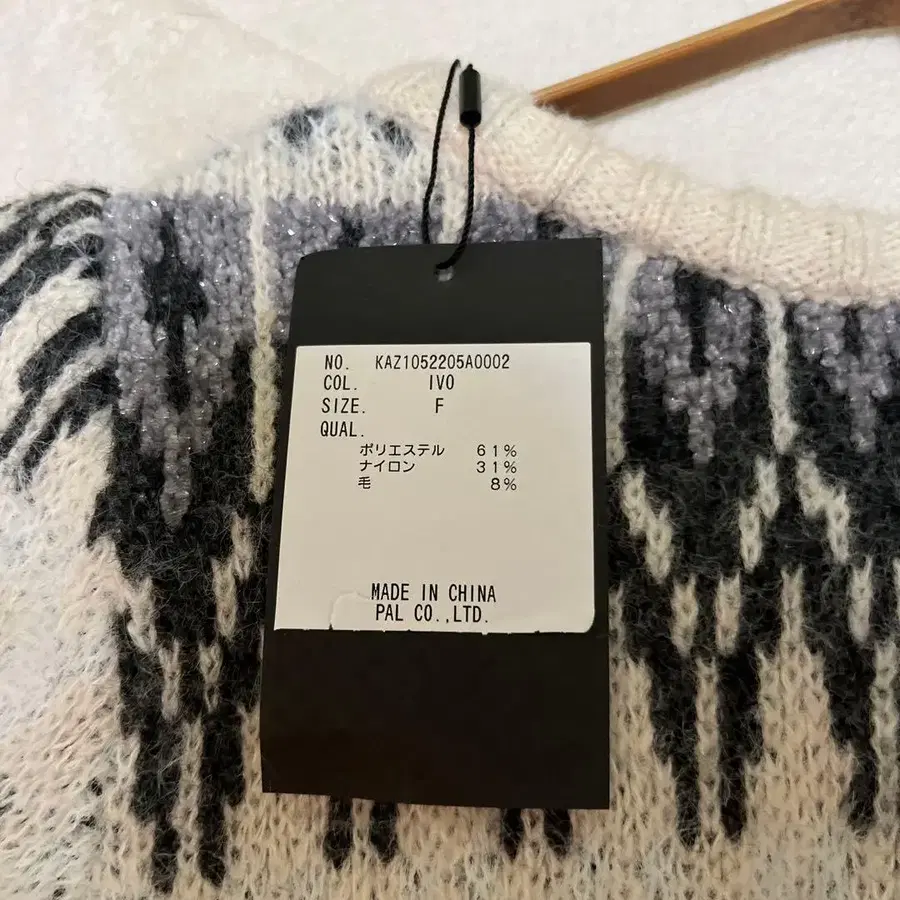 NO. KAZ1052205A0002
COL. IVO
SIZE. F
QUAL.
ポリエステル 61%
ナイロン 31%
毛 8%
MADE IN CHINA
PAL CO.,LTD.